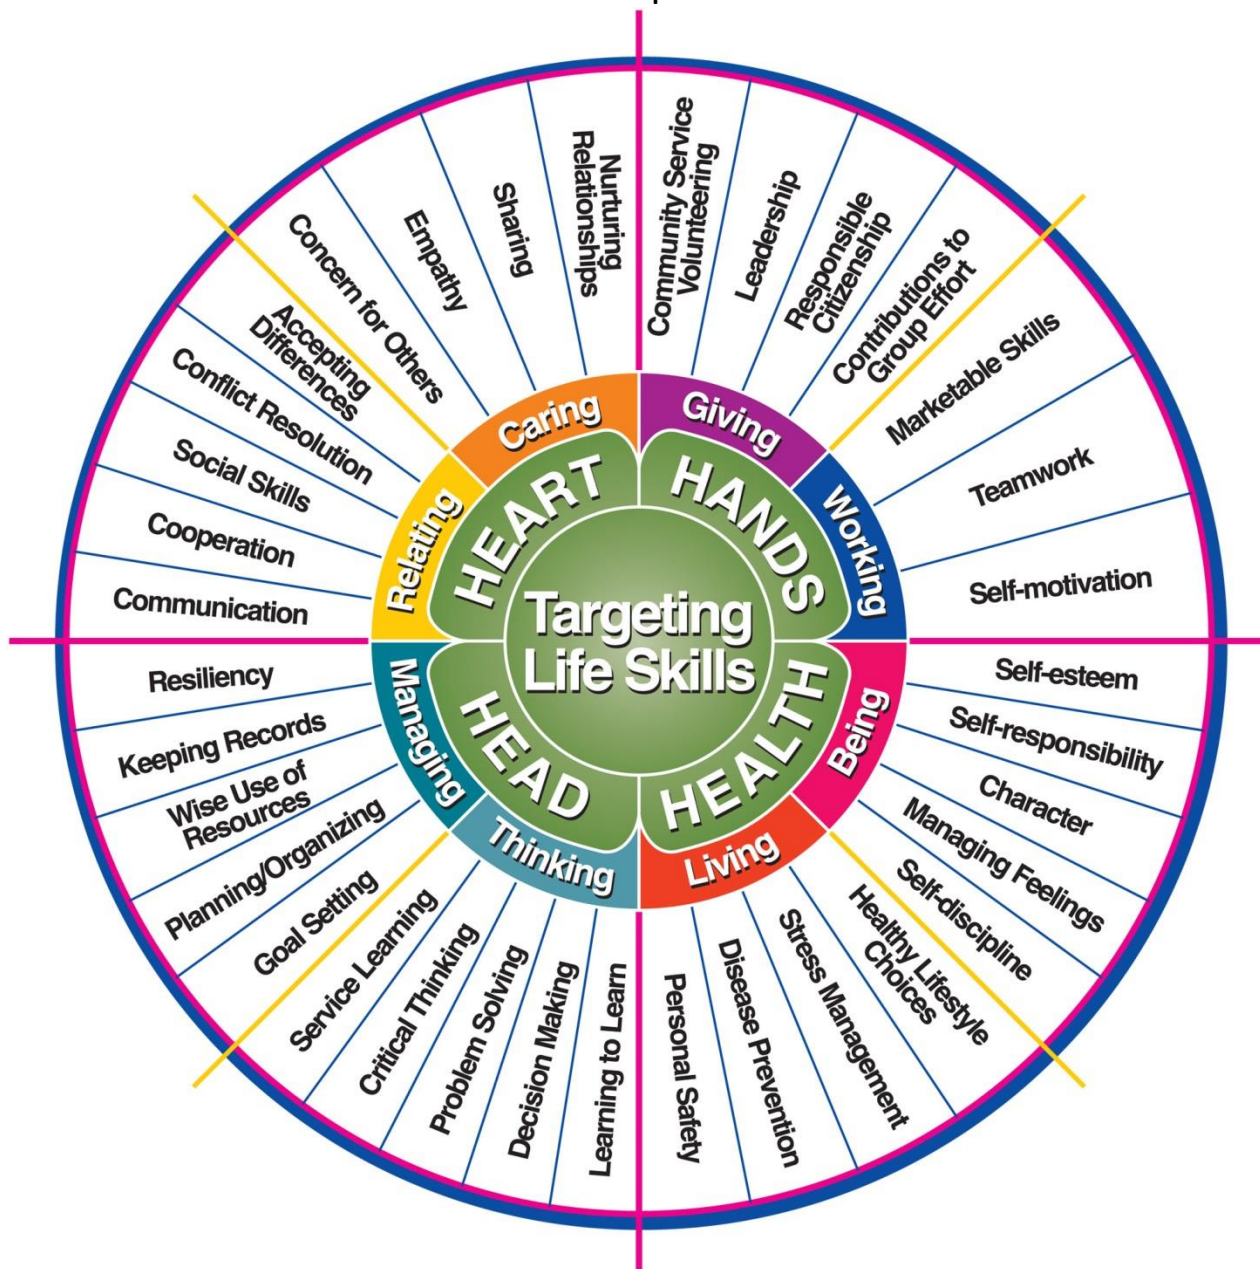 Targeting
Life Skills
HEART
HANDS
HEALTH
HEAD
Caring
Giving
Working
Being
Living
Thinking
Managing
Relating
Community Service
Volunteering
Leadership
Responsible
Citizenship
Contributions to
Group Effort
Marketable Skills
Teamwork
Self-motivation
Self-esteem
Self-responsibility
Character
Managing Feelings
Self-discipline
Healthy Lifestyle
Choices
Stress Management
Disease Prevention
Personal Safety
Learning to Learn
Decision Making
Problem Solving
Critical Thinking
Service Learning
Goal Setting
Planning/Organizing
Wise Use of
Resources
Keeping Records
Resiliency
Communication
Cooperation
Social Skills
Conflict Resolution
Accepting
Differences
Concern for Others
Empathy
Sharing
Nurturing
Relationships